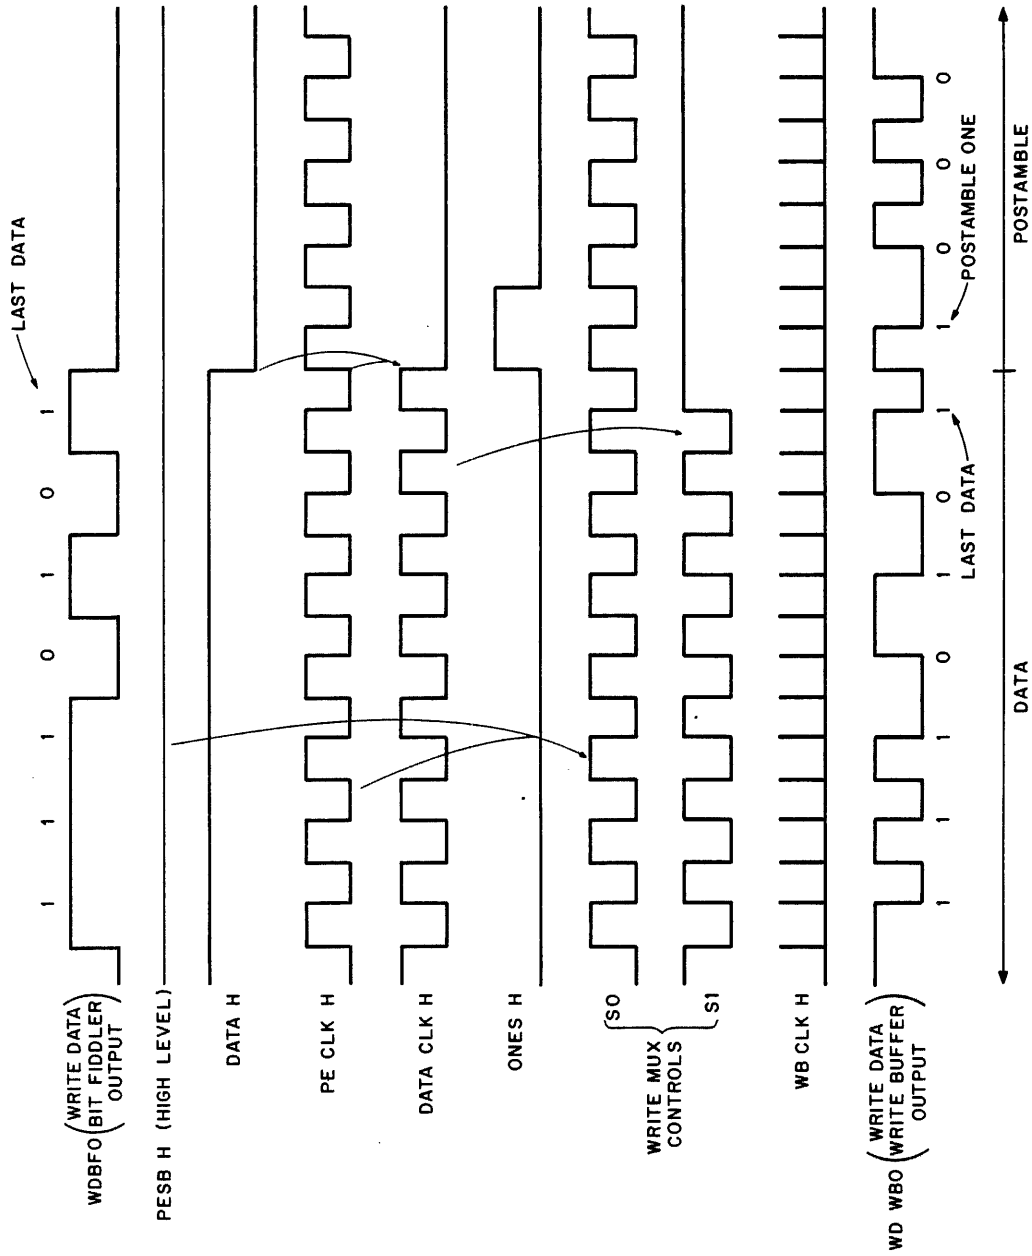 LAST DATA
1 1 1 0 1 0 1
WDBFO (WRITE DATA
BIT FIDDLER
OUTPUT)
PESB H (HIGH LEVEL)
DATA H
PE CLK H
DATA CLK H
ONES H
WRITE MUX
CONTROLS
S0
S1
WB CLK H
WD WBO (WRITE DATA
WRITE BUFFER
OUTPUT)
1 1 1 0 1 0 1 1 0 0 0
LAST DATA
POSTAMBLE ONE
DATA
POSTAMBLE